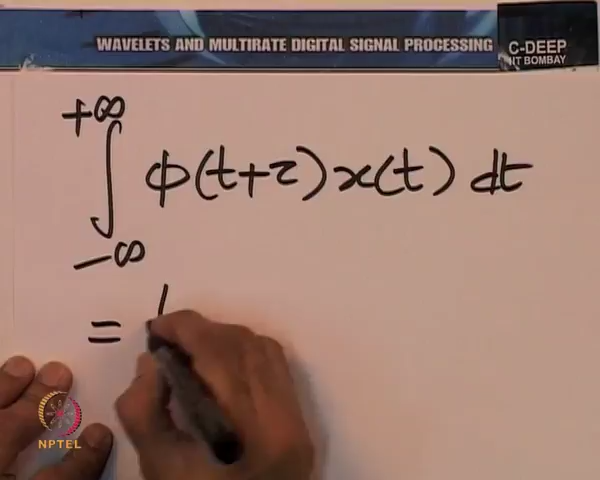 WAVELETS AND MULTIRATE DIGITAL SIGNAL PROCESSING
C-DEEP
IIT BOMBAY
+∞
∫ ϕ(t+τ) x(t) dt
-∞
=
NPTEL